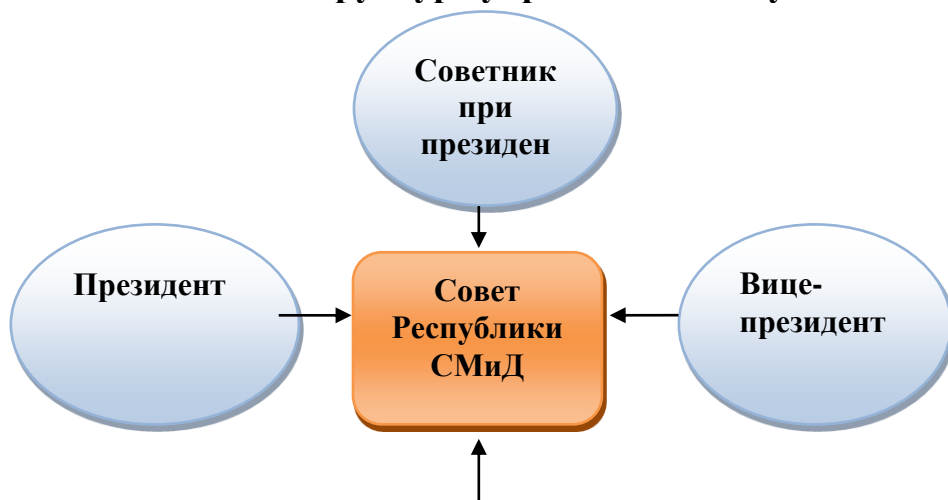 Советник
при
президен
Президент
Совет
Республики
СМиД
Вице-
президент